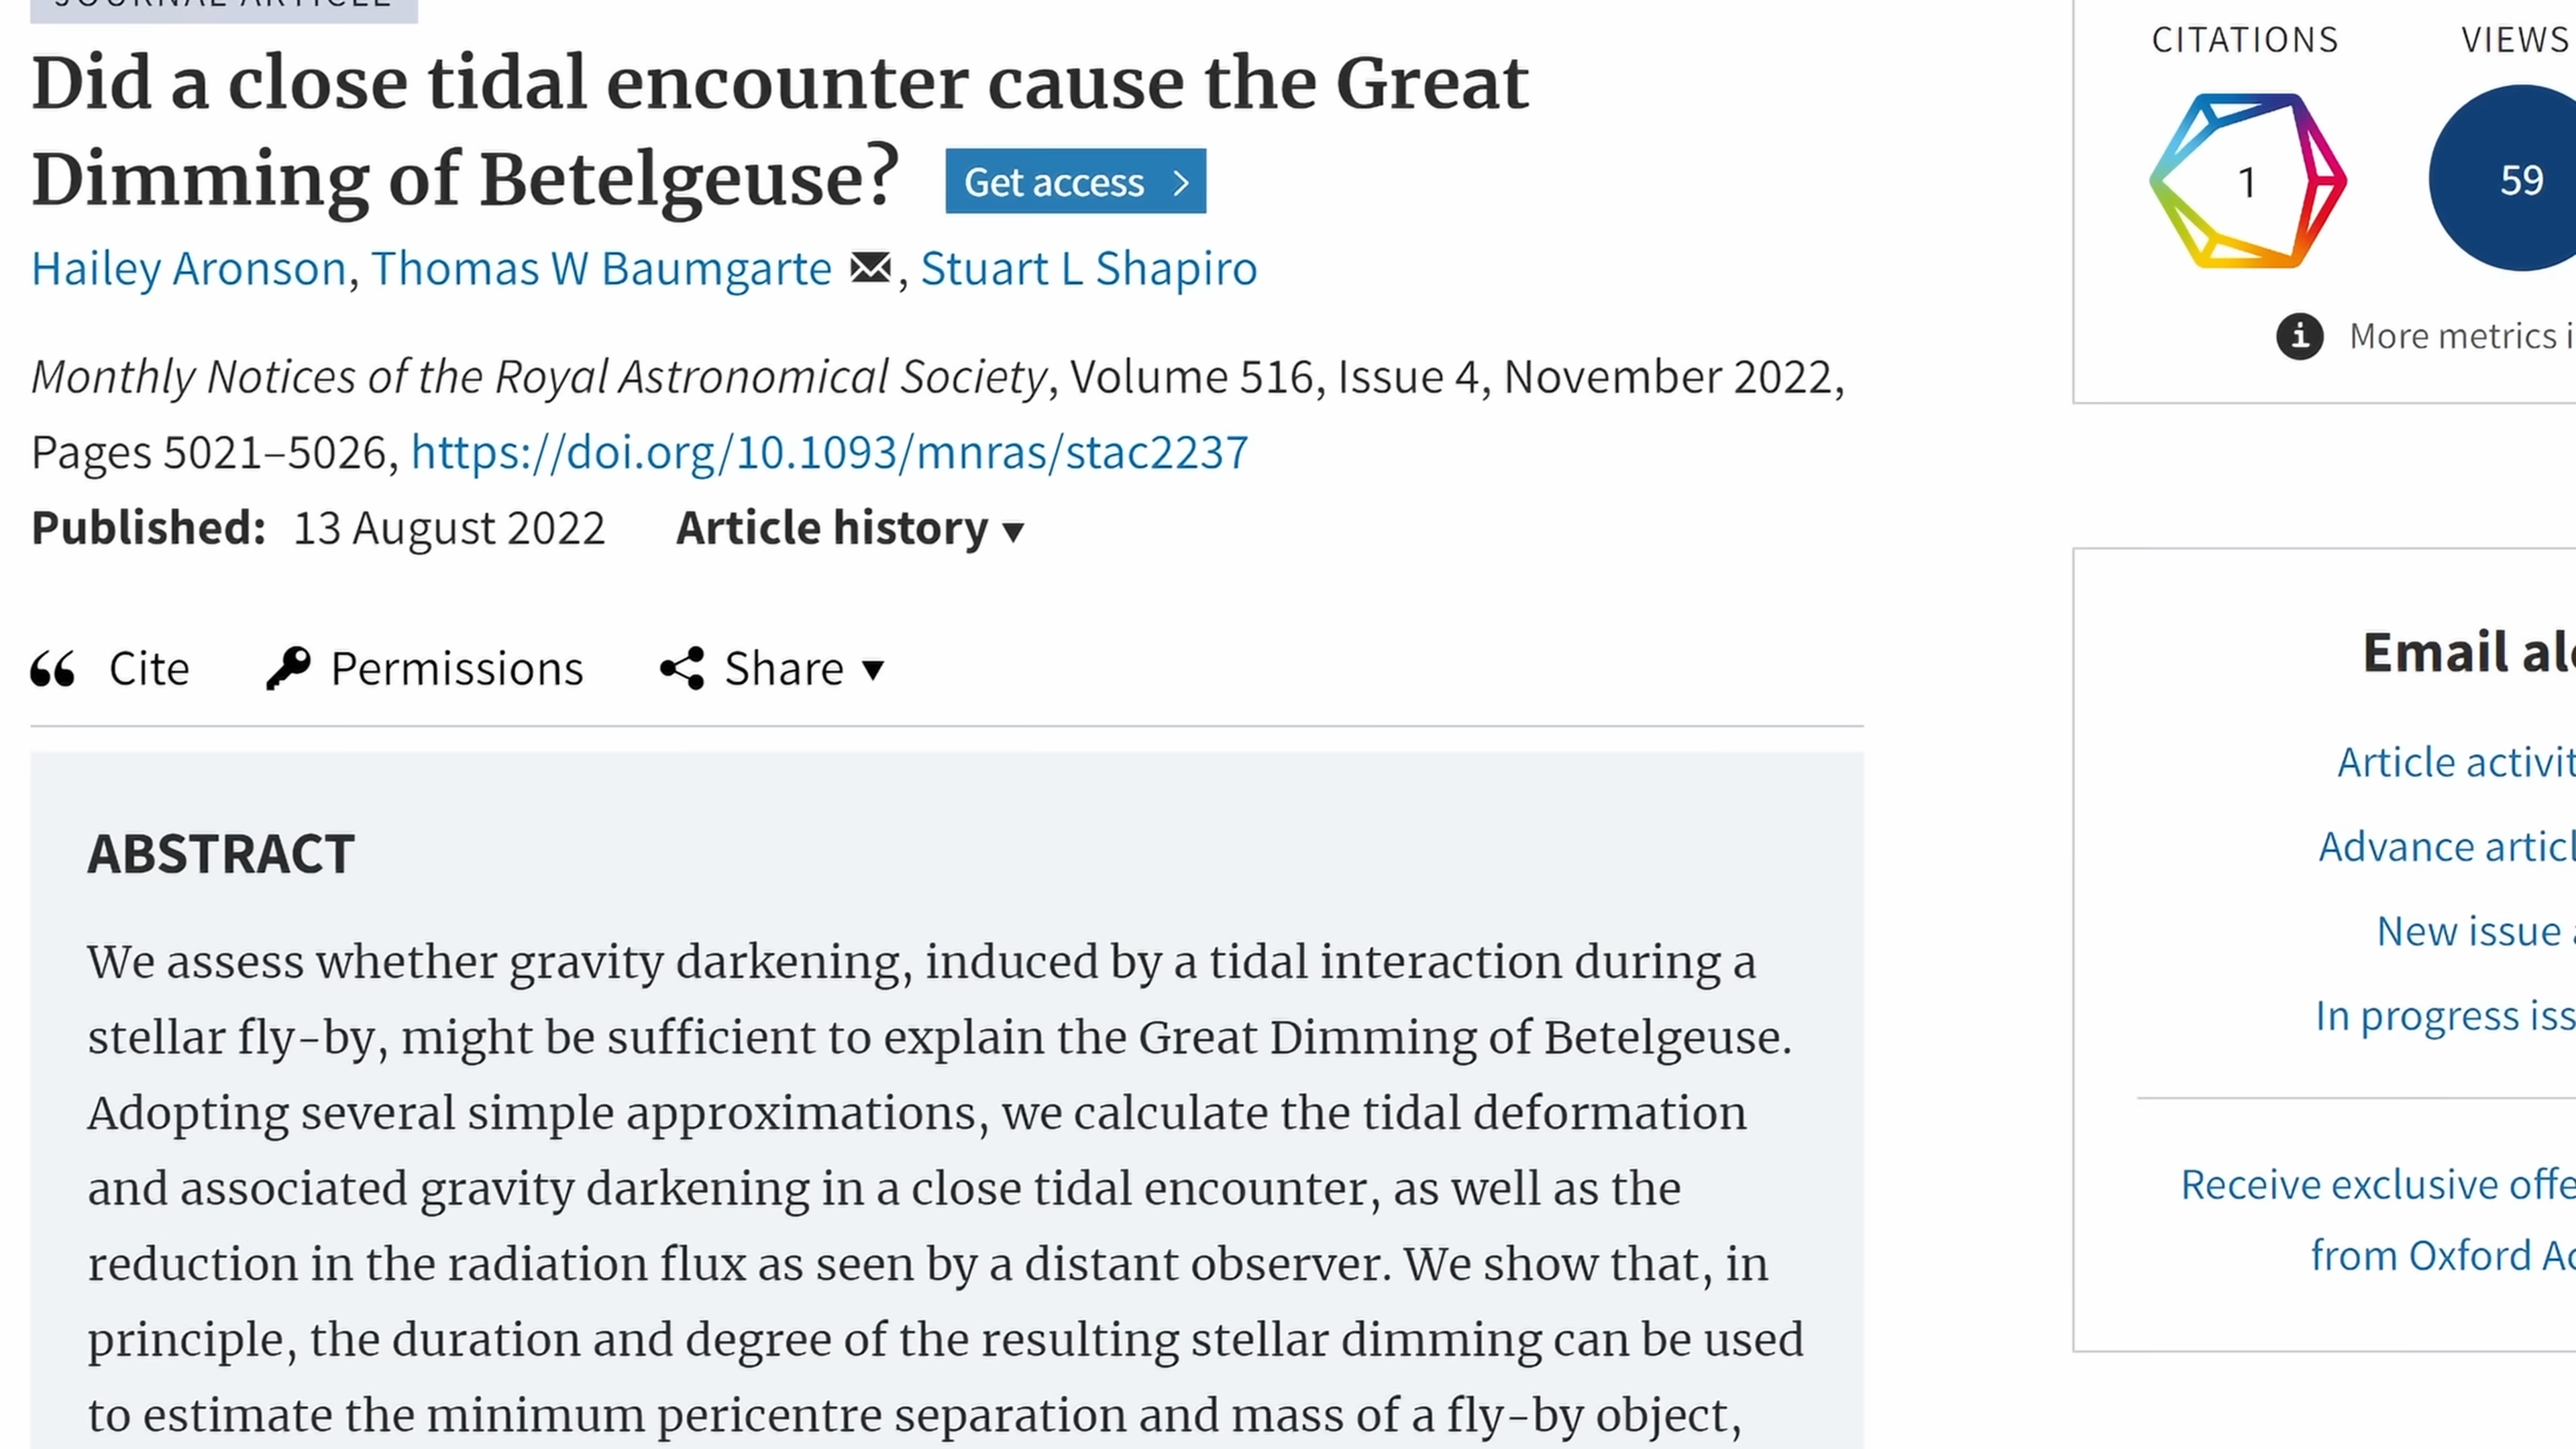 JOURNAL ARTICLE
Did a close tidal encounter cause the Great
Dimming of Betelgeuse? Get access >
Hailey Aronson, Thomas W Baumgarte , Stuart L Shapiro
Monthly Notices of the Royal Astronomical Society, Volume 516, Issue 4, November 2022,
Pages 5021–5026, https://doi.org/10.1093/mnras/stac2237
Published: 13 August 2022 Article history ▼
Cite Permissions Share ▼
ABSTRACT
We assess whether gravity darkening, induced by a tidal interaction during a
stellar fly-by, might be sufficient to explain the Great Dimming of Betelgeuse.
Adopting several simple approximations, we calculate the tidal deformation
and associated gravity darkening in a close tidal encounter, as well as the
reduction in the radiation flux as seen by a distant observer. We show that, in
principle, the duration and degree of the resulting stellar dimming can be used
to estimate the minimum pericentre separation and mass of a fly-by object,
CITATIONS VIEWS
1 59
More metrics i
Email al
Article activit
Advance articl
New issue
In progress iss
Receive exclusive offe
from Oxford Ac